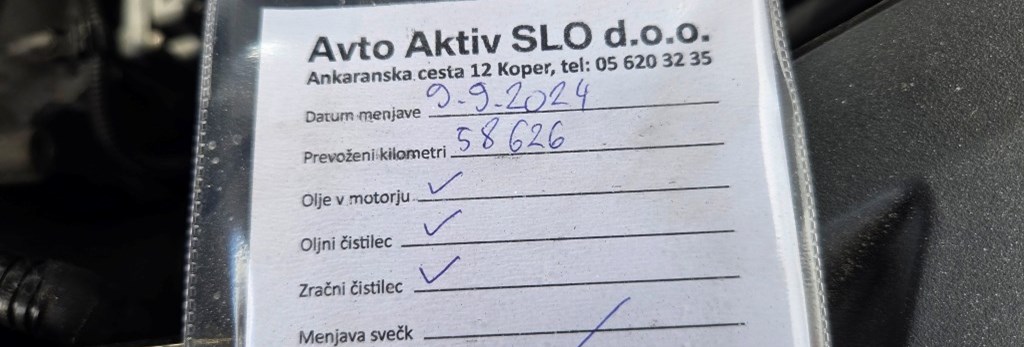 Avto Aktiv SLO d.o.o.
Ankaranska cesta 12 Koper, tel: 05 620 32 35
Datum menjave 9.9.2024
Prevoženi kilometri 58626
Olje v motorju ✓
Oljni čistilec ✓
Zračni čistilec ✓
Menjava svečk /